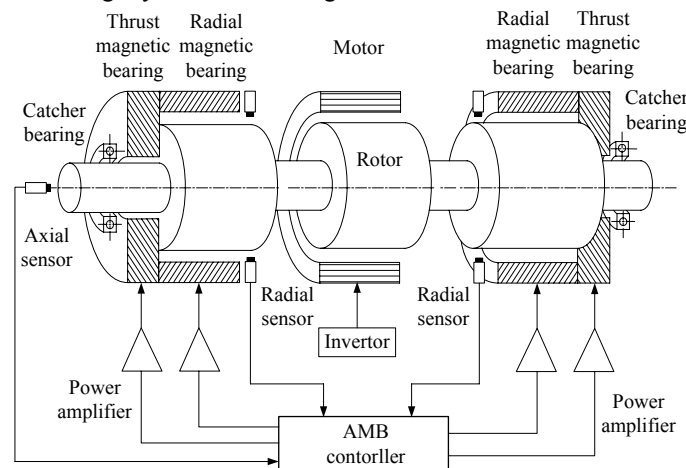 Thrust
magnetic
bearing
Radial
magnetic
bearing
Motor
Radial
magnetic
bearing
Thrust
magnetic
bearing
Catcher
bearing
Catcher
bearing
Rotor
Axial
sensor
Radial
sensor
Radial
sensor
Invertor
Power
amplifier
Power
amplifier
AMB
contorller